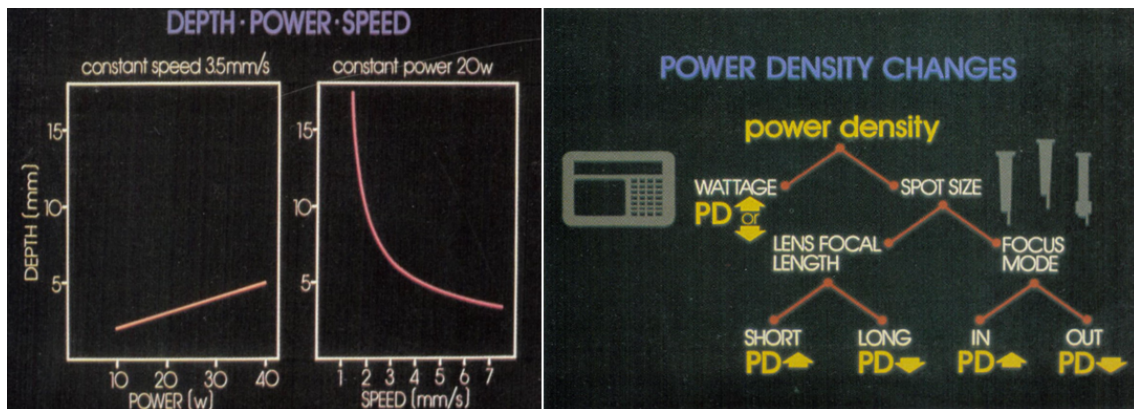 DEPTH·POWER·SPEED
constant speed 3.5mm/s
constant power 20w
DEPTH (mm)
15
10
5
10 20 30 40
POWER (w)
15
10
5
1 2 3 4 5 6 7
SPEED (mm/s)
POWER DENSITY CHANGES
power density
WATTAGE
PD or
SPOT SIZE
LENS FOCAL
LENGTH
FOCUS
MODE
SHORT
PD
LONG
PD
IN
PD
OUT
PD